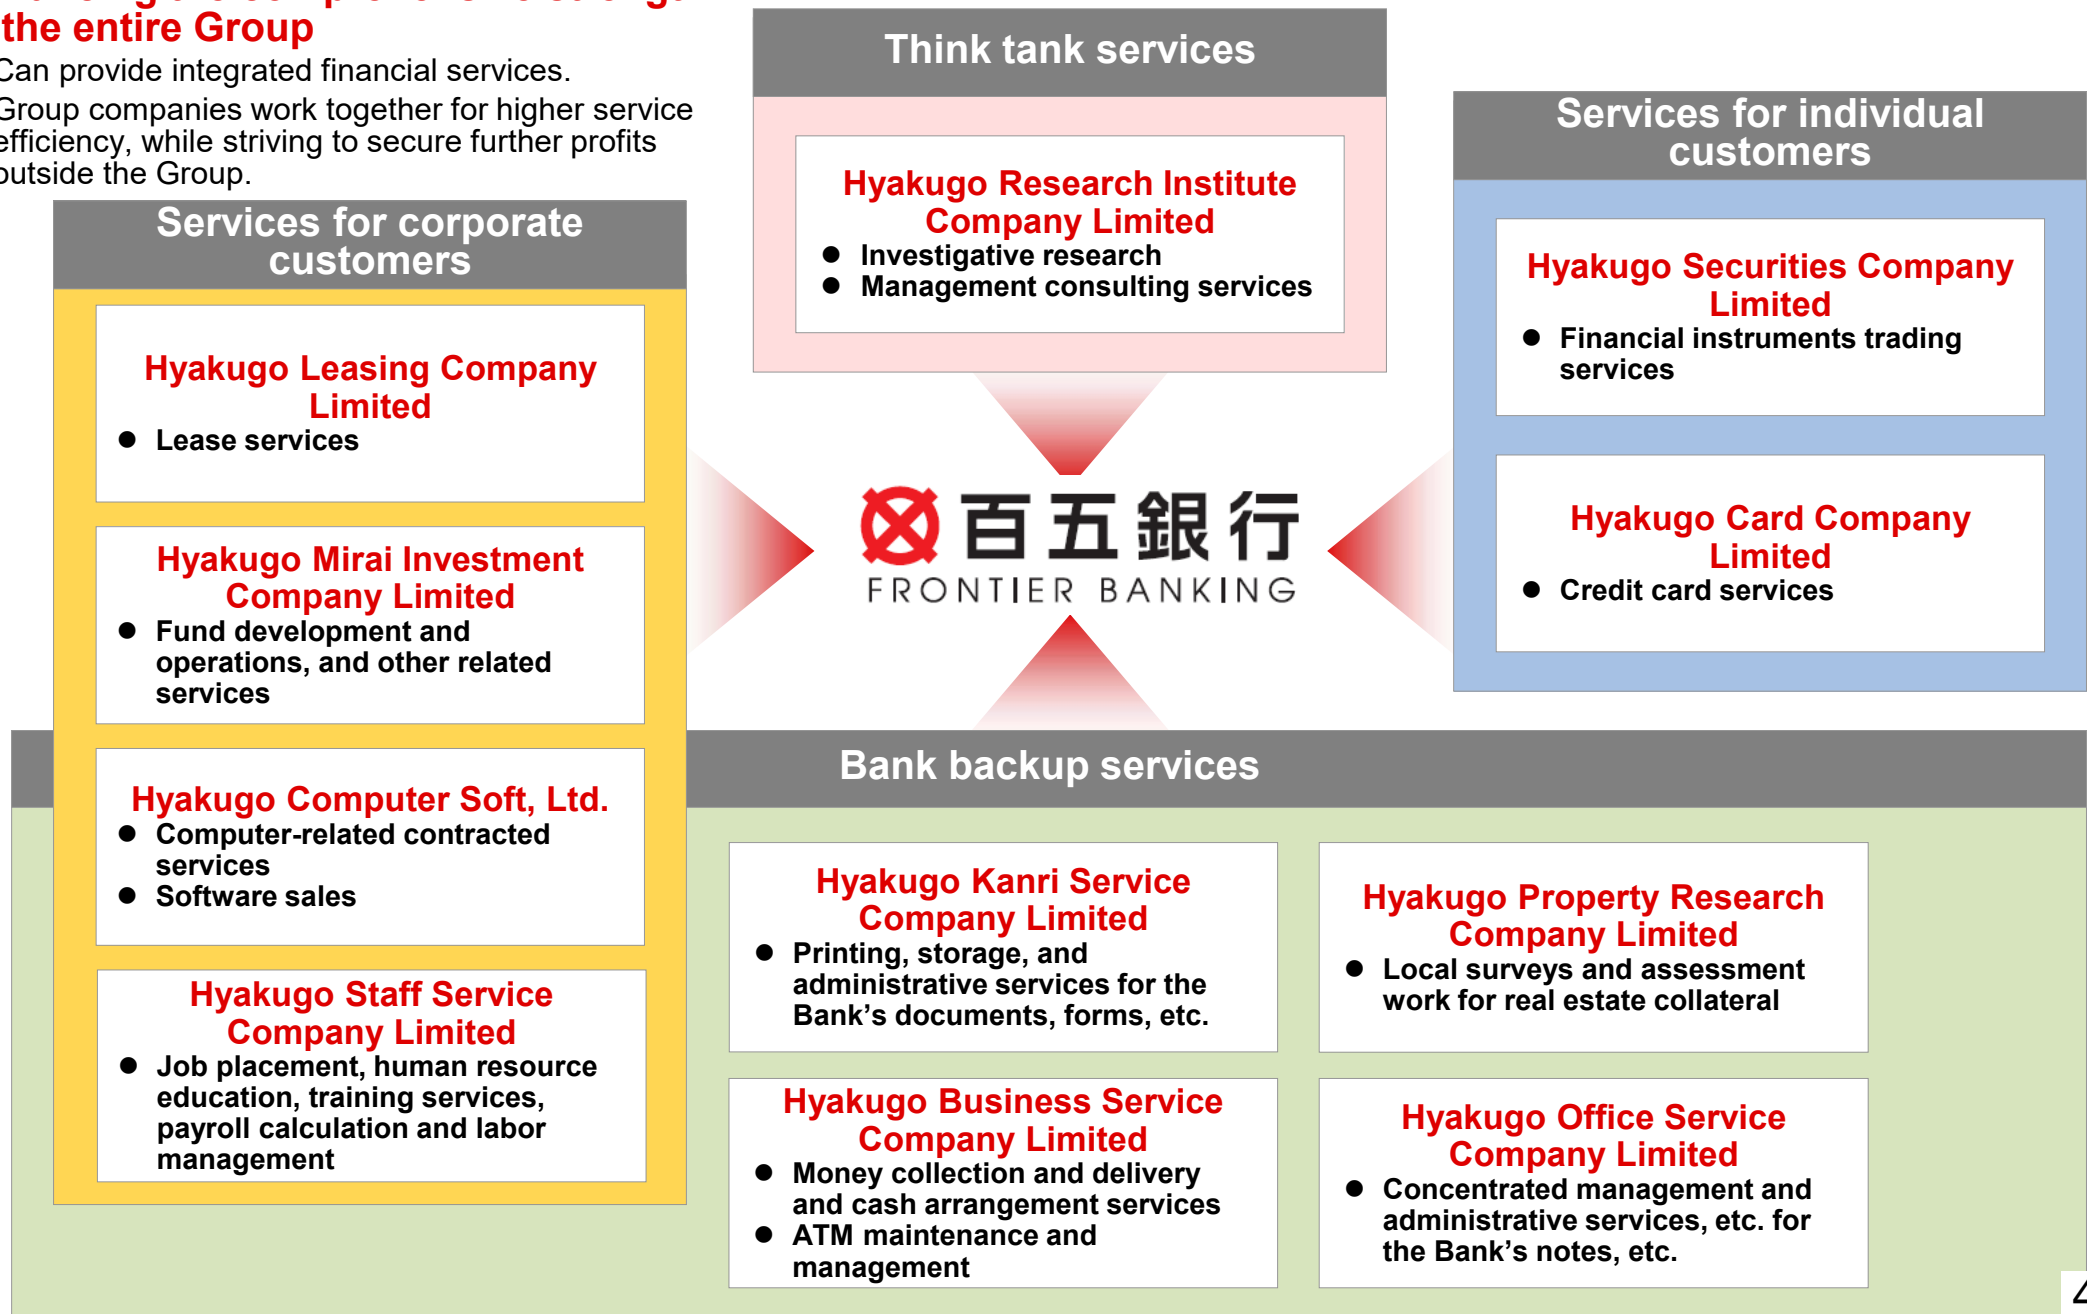 the entire Group
Can provide integrated financial services.
Group companies work together for higher service
efficiency, while striving to secure further profits
outside the Group.
Services for corporate
customers
Hyakugo Leasing Company
Limited
● Lease services
Hyakugo Mirai Investment
Company Limited
● Fund development and
operations, and other related
services
Hyakugo Computer Soft, Ltd.
● Computer-related contracted
services
● Software sales
Hyakugo Staff Service
Company Limited
● Job placement, human resource
education, training services,
payroll calculation and labor
management
Think tank services
Hyakugo Research Institute
Company Limited
● Investigative research
● Management consulting services
百五銀行
FRONTIER BANKING
Services for individual
customers
Hyakugo Securities Company
Limited
● Financial instruments trading
services
Hyakugo Card Company
Limited
● Credit card services
Bank backup services
Hyakugo Kanri Service
Company Limited
● Printing, storage, and
administrative services for the
Bank’s documents, forms, etc.
Hyakugo Property Research
Company Limited
● Local surveys and assessment
work for real estate collateral
Hyakugo Business Service
Company Limited
● Money collection and delivery
and cash arrangement services
● ATM maintenance and
management
Hyakugo Office Service
Company Limited
● Concentrated management and
administrative services, etc. for
the Bank’s notes, etc.